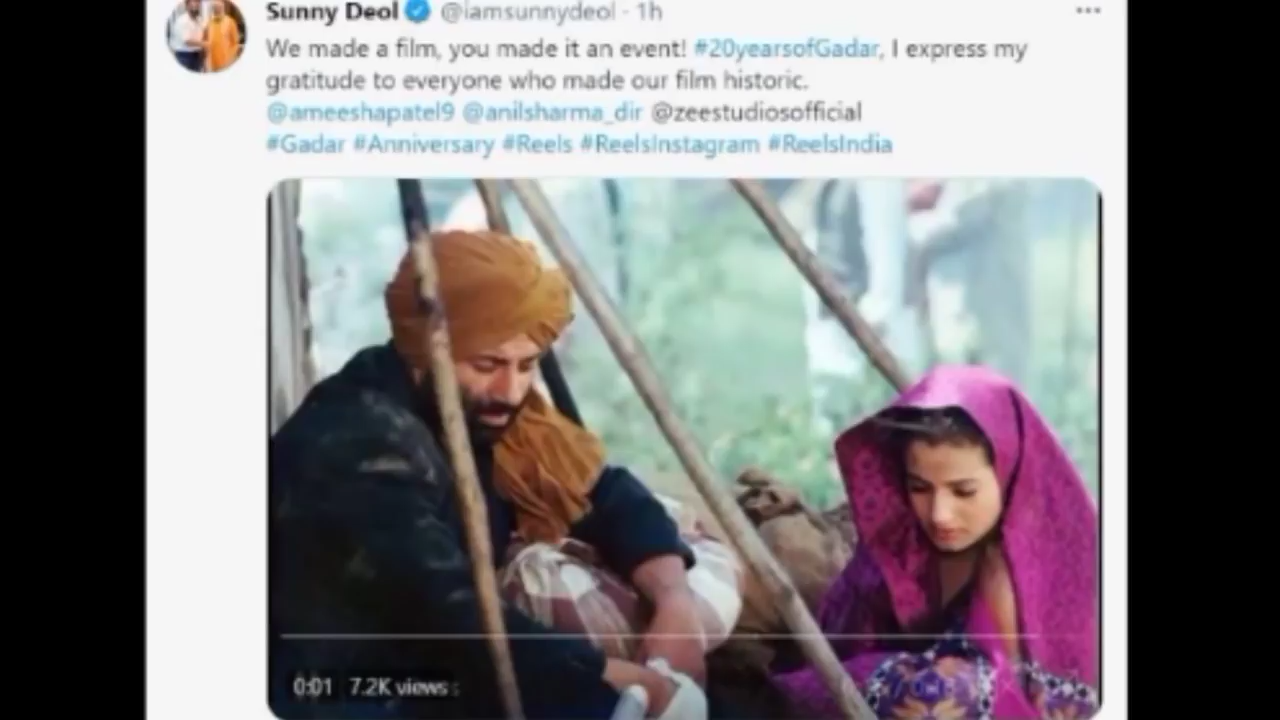 Sunny Deol @iamsunnydeol · 1h
We made a film, you made it an event! #20yearsofGadar, I express my
gratitude to everyone who made our film historic.
@ameeshapatel9 @anilsharma_dir @zeestudiosofficial
#Gadar #Anniversary #Reels #ReelsInstagram #ReelsIndia
0:01 7.2K views